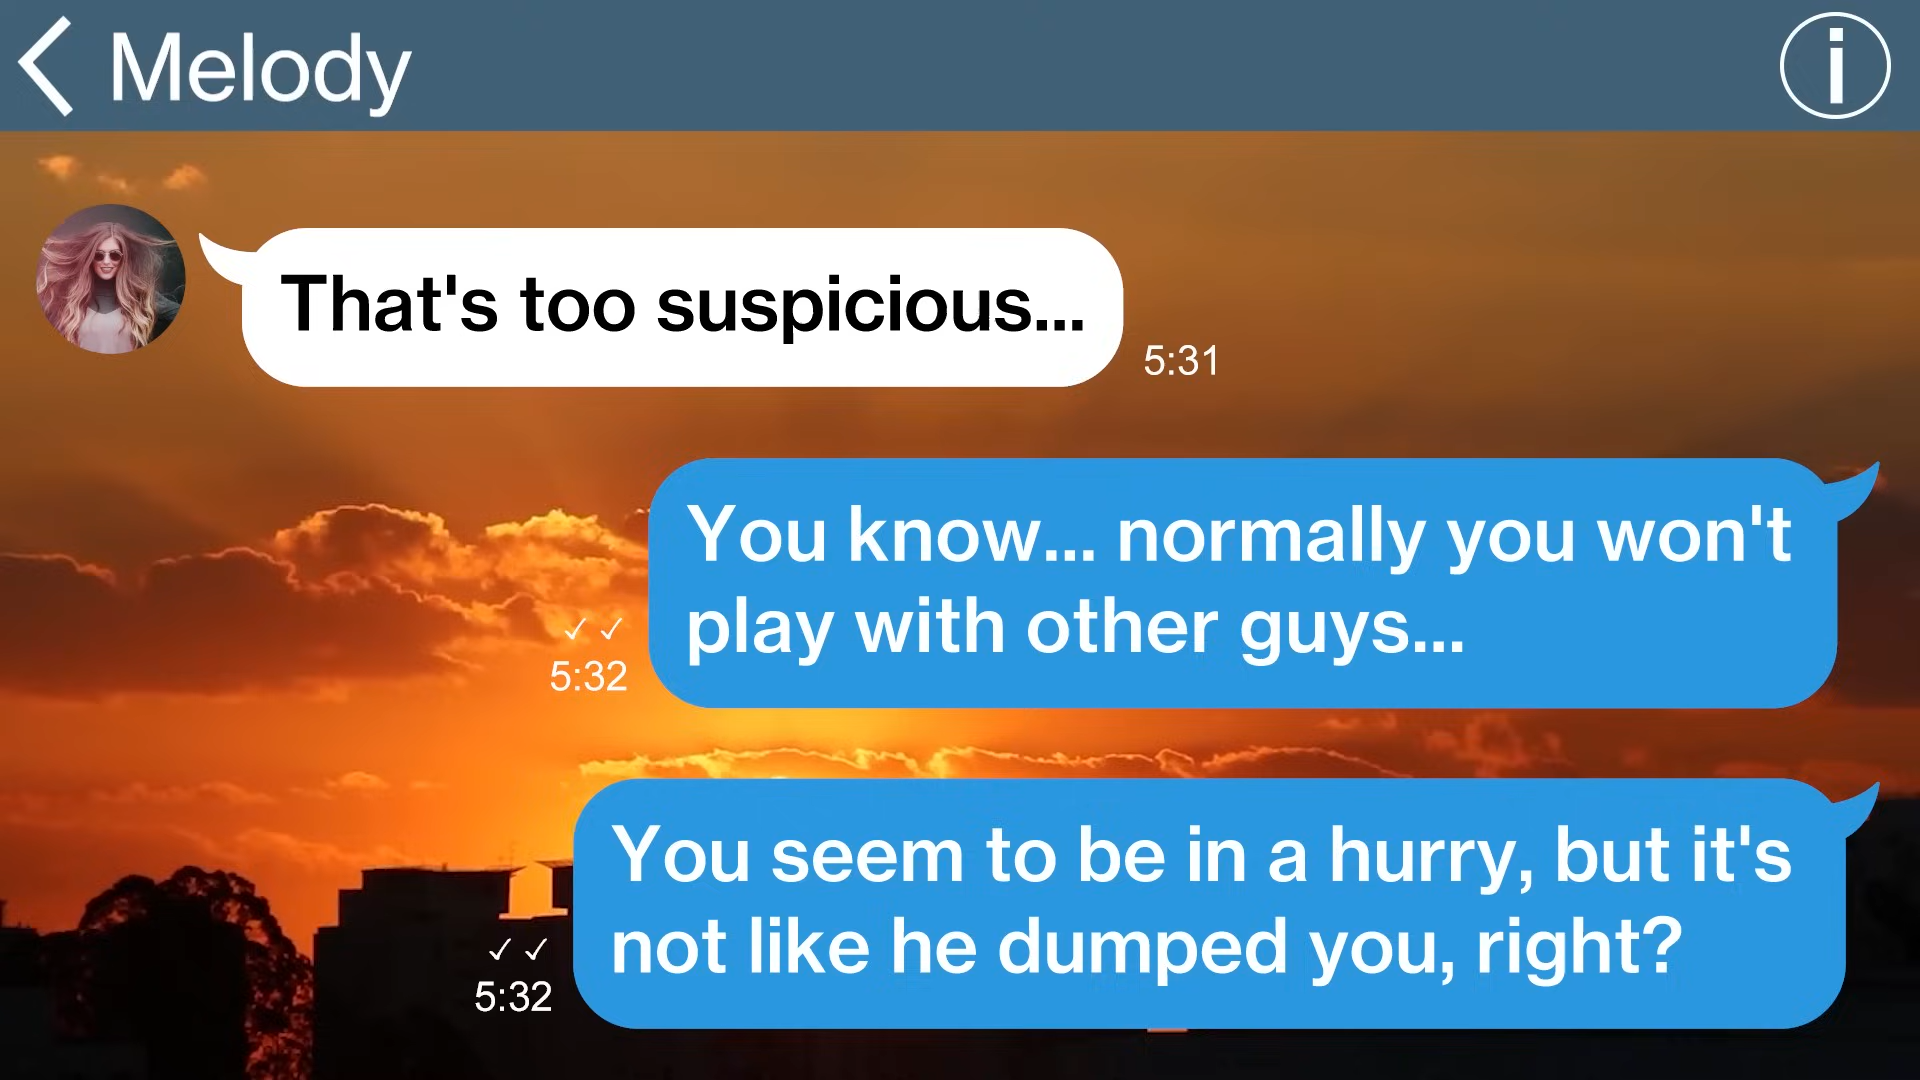 Melody
That's too suspicious...
5:31
You know... normally you won't
play with other guys...
✓✓
5:32
You seem to be in a hurry, but it's
not like he dumped you, right?
✓✓
5:32